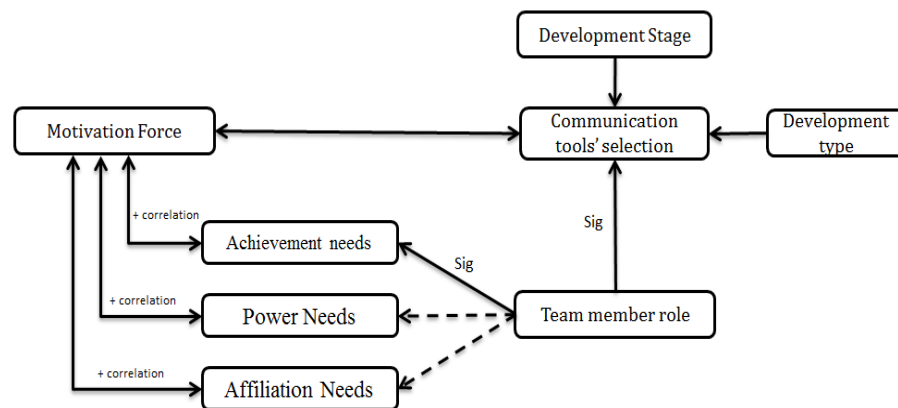 Development Stage
Motivation Force
Communication
tools' selection
Development
type
+ correlation
Achievement needs
Sig
Sig
+ correlation
Power Needs
Team member role
+ correlation
Affiliation Needs